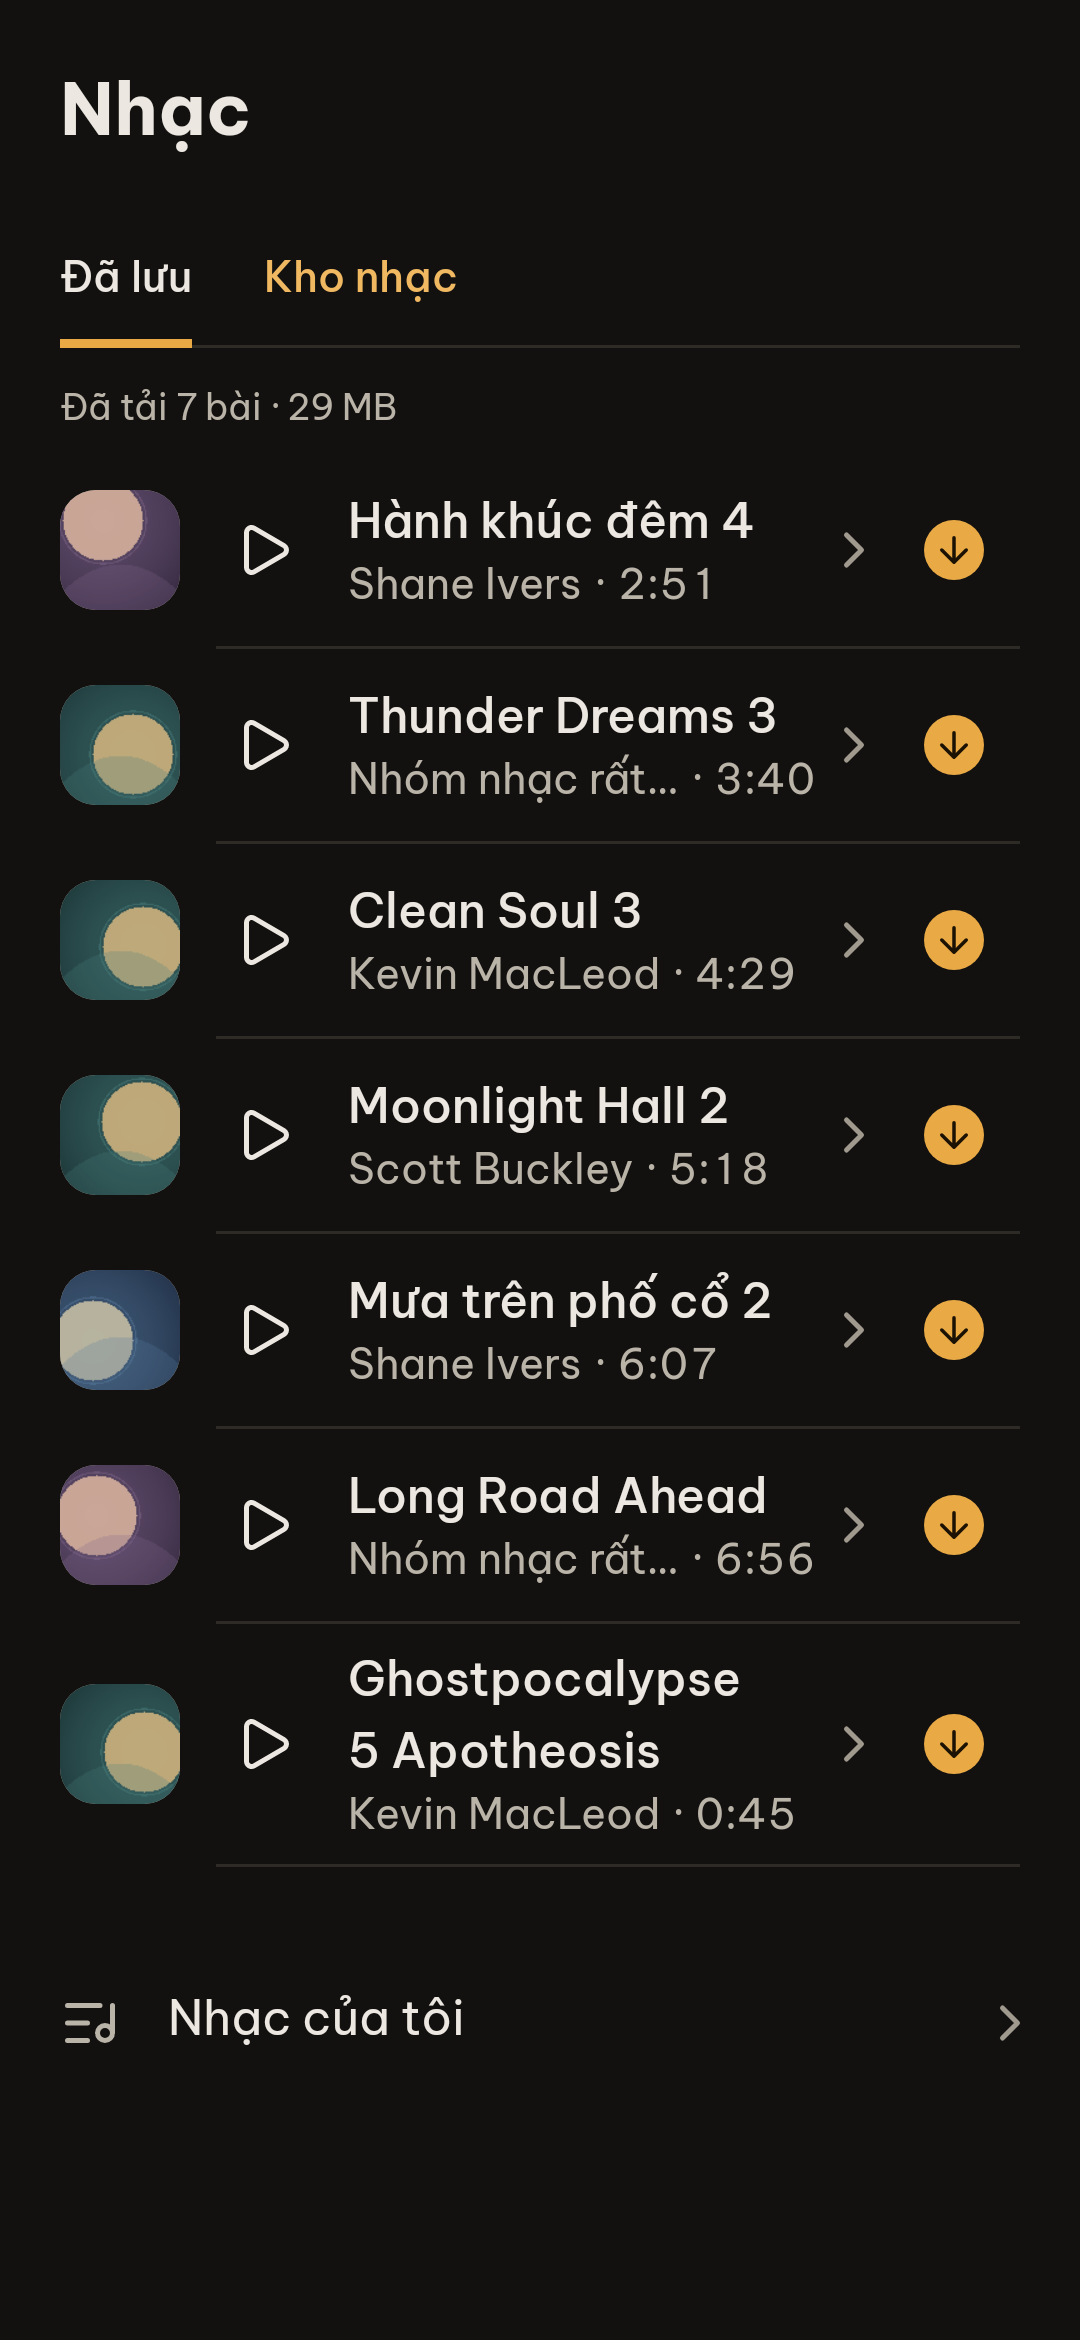 Nhạc
Đã lưu
Kho nhạc
Đã tải 7 bài · 29 MB
Hành khúc đêm 4
Shane Ivers · 2:51
Thunder Dreams 3
Nhóm nhạc rất... · 3:40
Clean Soul 3
Kevin MacLeod · 4:29
Moonlight Hall 2
Scott Buckley · 5:18
Mưa trên phố cổ 2
Shane Ivers · 6:07
Long Road Ahead
Nhóm nhạc rất... · 6:56
Ghostpocalypse
5 Apotheosis
Kevin MacLeod · 0:45
Nhạc của tôi